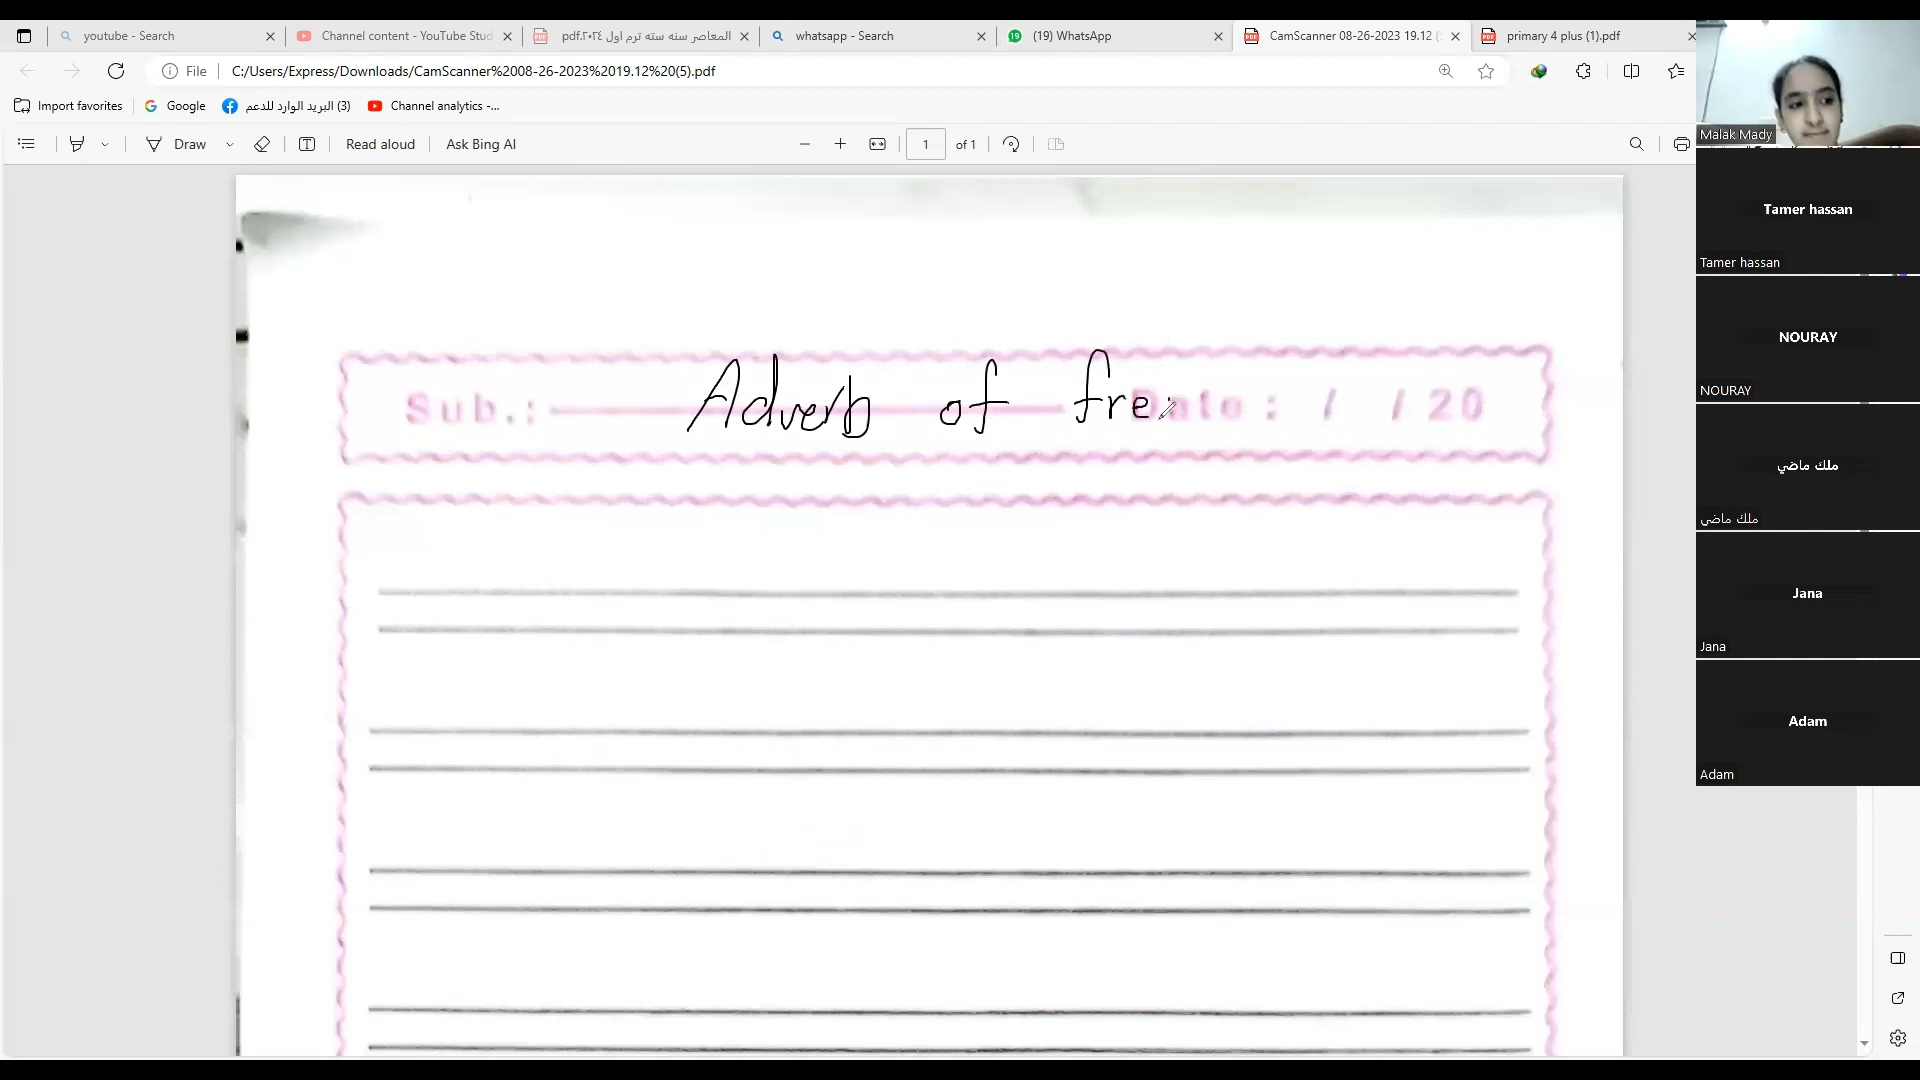 youtube - Search
Channel content - YouTube Stud
المعاصر سنه سته ترم اول ٢٠٢٤.pdf
whatsapp - Search
(19) WhatsApp
CamScanner 08-26-2023 19.12 (
primary 4 plus (1).pdf
File
C:/Users/Express/Downloads/CamScanner%2008-26-2023%2019.12%20(5).pdf
Import favorites
Google
(3) البريد الوارد للدعم
Channel analytics -...
Draw
Read aloud
Ask Bing AI
1
of 1
Sub.:
Adverb of fre
Date: / / 20
Malak Mady
Tamer hassan
Tamer hassan
NOURAY
NOURAY
ملك ماضي
ملك ماضي
Jana
Jana
Adam
Adam